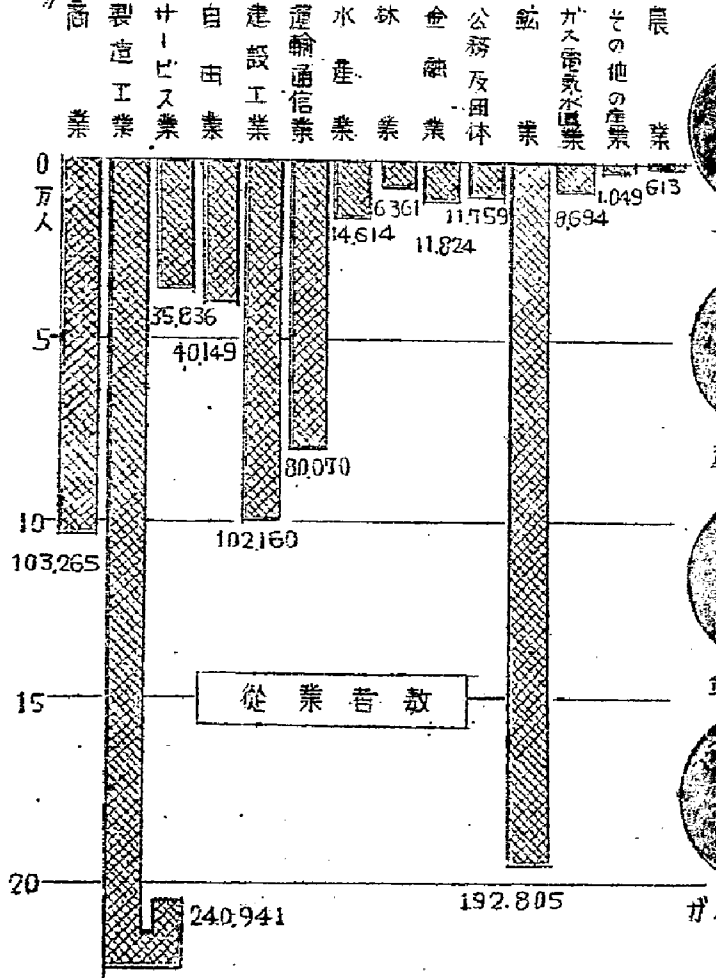 商業
製造工業
サービス業
自由業
建設工業
運輸通信業
水産業
林業
金融業
公務及団体
鉱業
ガス電気水道業
その他の産業
農業
0
万人
5
10
15
20
103,265
240,941
35,836
40,149
102,160
80,070
14,614
6,361
11,824
11,759
192.805
8,694
1.049
613
従業者数
ガ